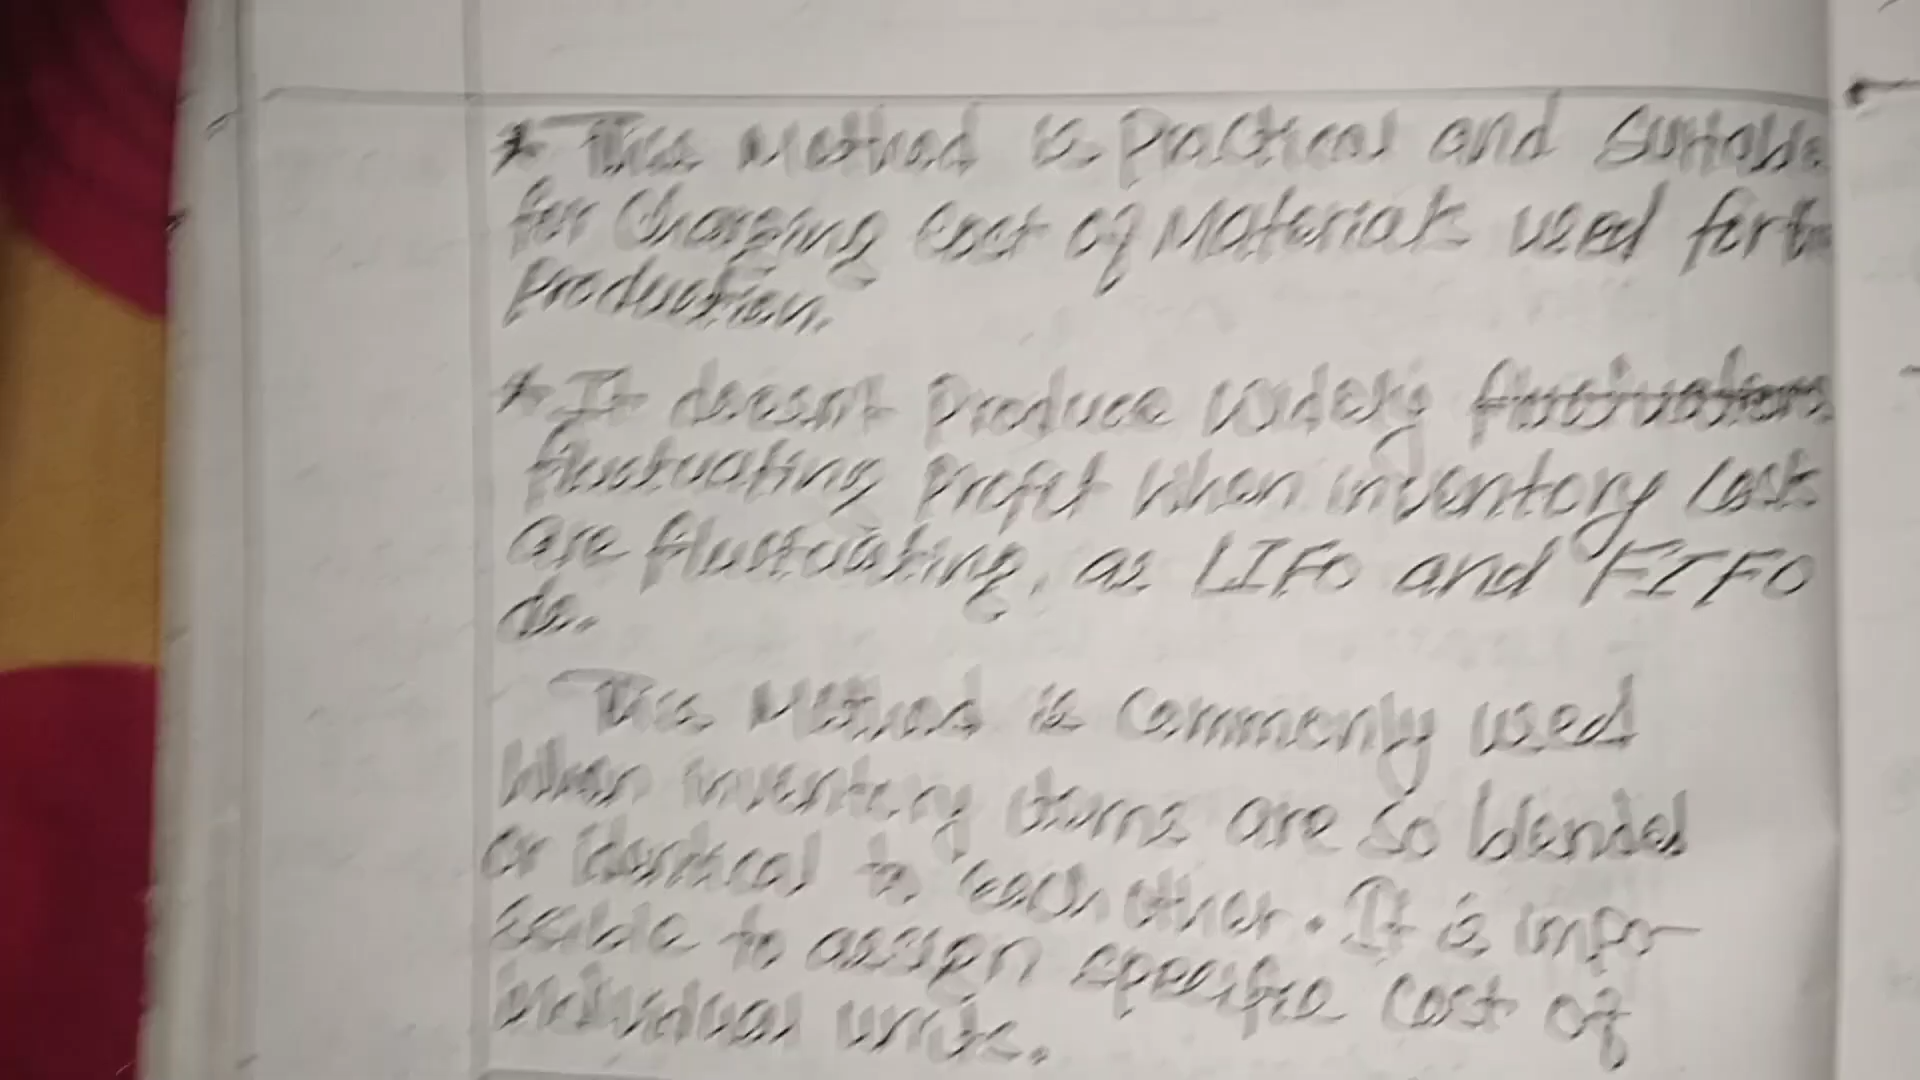 * This Method is Practical and Suitable
for Charging Cost of Materials used for the
production.
* It doesn't Produce widely fluctuations
fluctuating Profit When inventory Costs
are fluctuating, as LIFO and FIFO
do.
This Method is Commonly used
When inventory items are so blended
or identical to each other. It is impo-
ssible to assign specific Cost of
individual units.